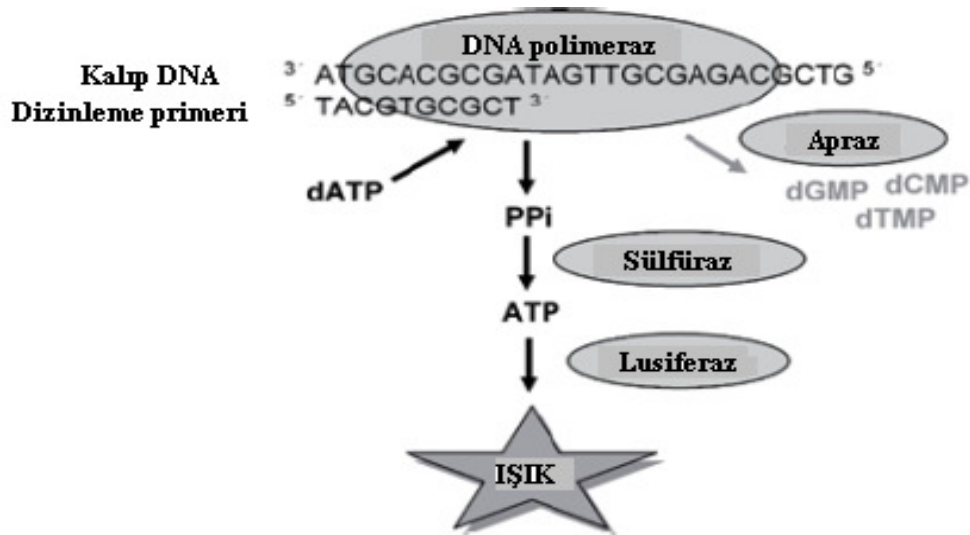 DNA polimeraz
Kalıp DNA 3´ ATGCACGCGATAGTTGCGAGACGCTG 5´
Dizinleme primeri 5´ TACGTGCGCT 3´
Apraz
dATP
dGMP dCMP
dTMP
PPi
Sülfüraz
ATP
Lusiferaz
IŞIK